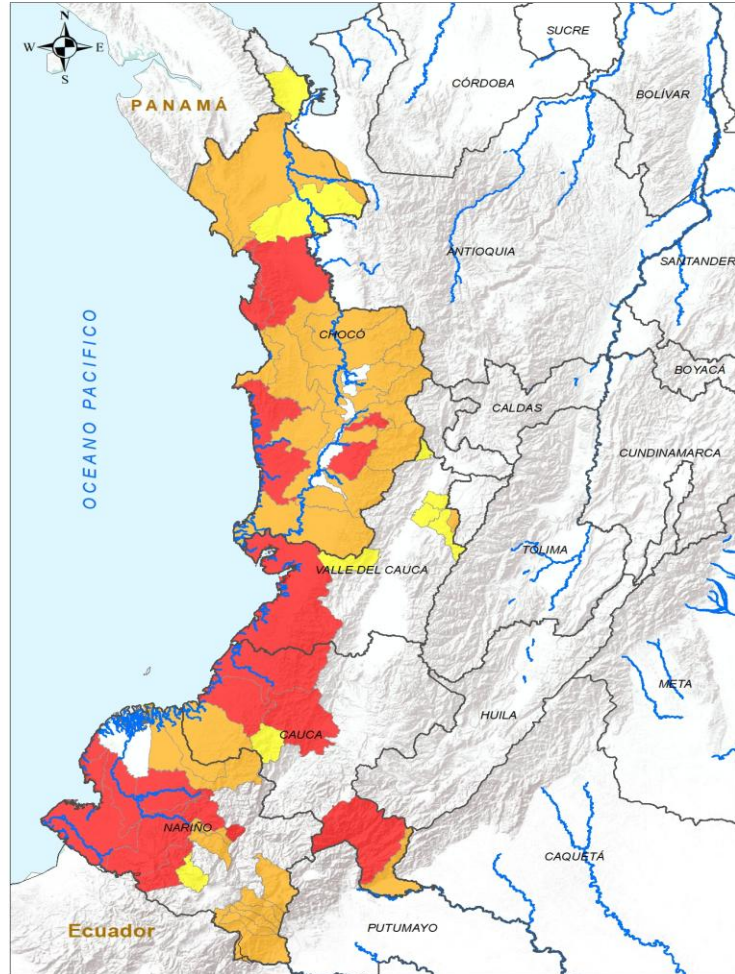 SUCRE
N
W E
S
CÓRDOBA
BOLÍVAR
PANAMÁ
ANTIOQUIA
SANTANDER
OCEANO PACIFICO
CHOCÓ
BOYACÁ
CALDAS
CUNDINAMARCA
TOLIMA
VALLE DEL CAUCA
META
HUILA
CAUCA
NARIÑO
CAQUETÁ
PUTUMAYO
Ecuador